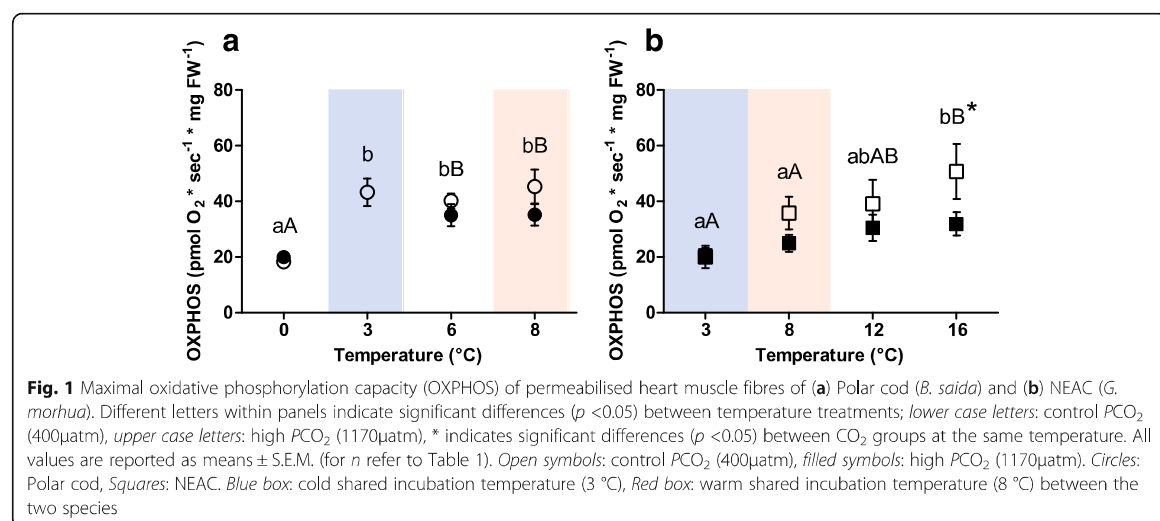 a
b
OXPHOS (pmol O2 * sec-1 * mg FW-1)
80
60
40
20
0
aA
b
bB
bB
0 3 6 8
Temperature (°C)
OXPHOS (pmol O2 * sec-1 * mg FW-1)
80
60
40
20
0
aA
aA
abAB
bB*
3 8 12 16
Temperature (°C)
Fig. 1 Maximal oxidative phosphorylation capacity (OXPHOS) of permeabilised heart muscle fibres of (a) Polar cod (B. saida) and (b) NEAC (G.
morhua). Different letters within panels indicate significant differences (p <0.05) between temperature treatments; lower case letters: control PCO2
(400μatm), upper case letters: high PCO2 (1170μatm), * indicates significant differences (p <0.05) between CO2 groups at the same temperature. All
values are reported as means ± S.E.M. (for n refer to Table 1). Open symbols: control PCO2 (400μatm), filled symbols: high PCO2 (1170μatm). Circles:
Polar cod, Squares: NEAC. Blue box: cold shared incubation temperature (3 °C), Red box: warm shared incubation temperature (8 °C) between the
two species